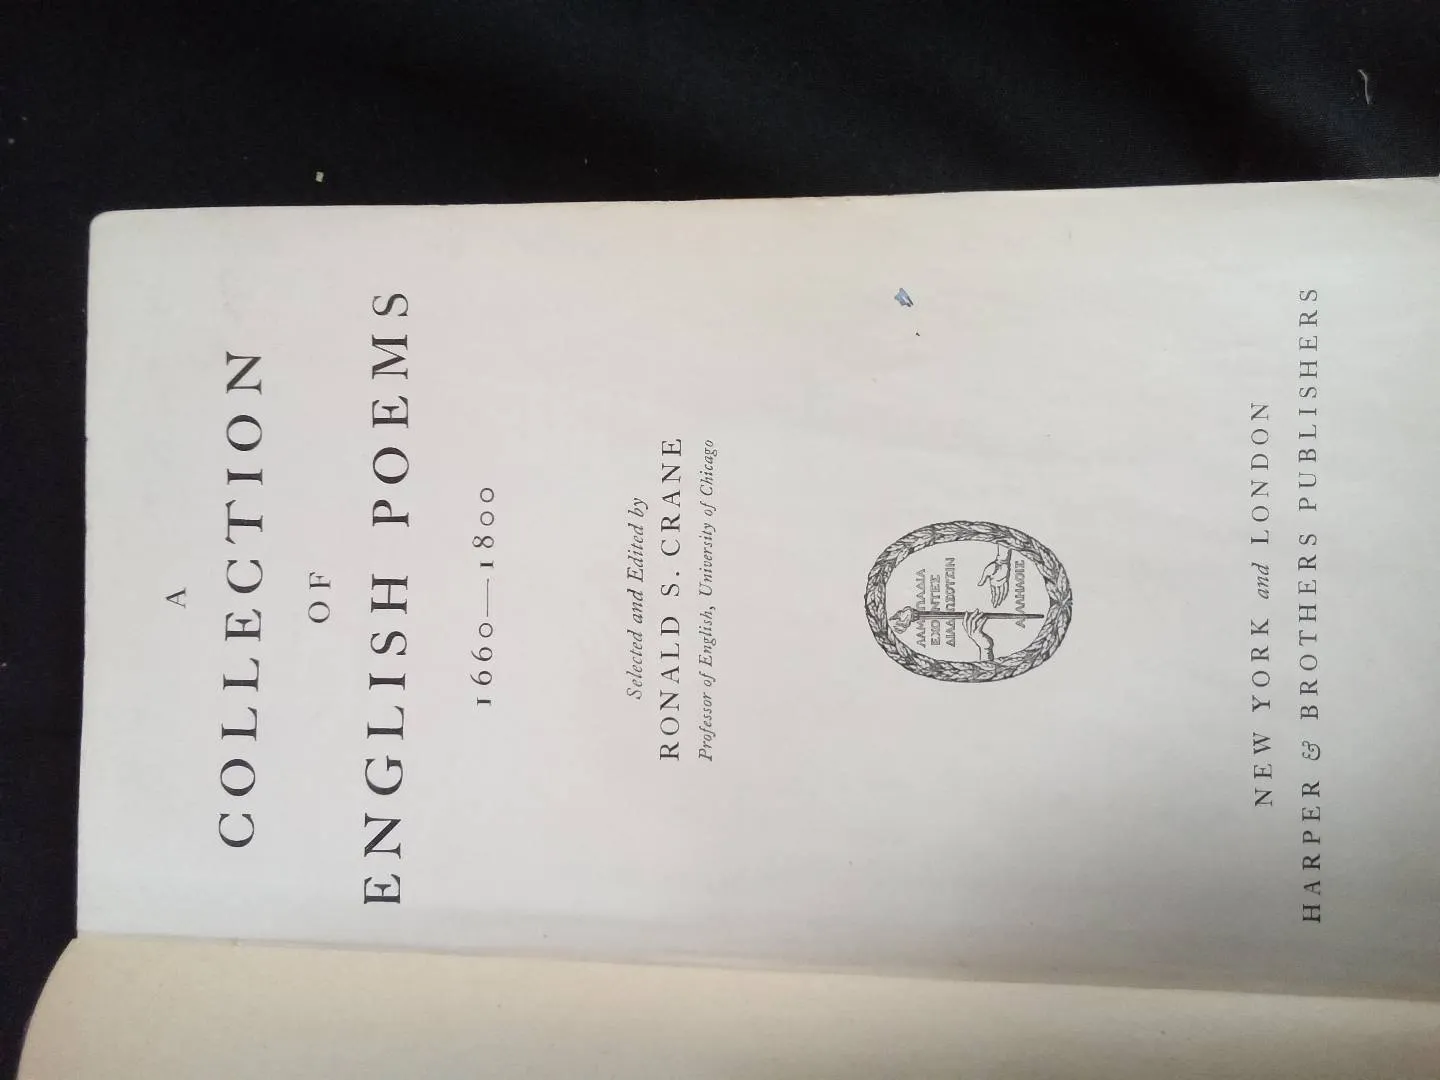 A
COLLECTION
OF
ENGLISH POEMS
1660—1800
Selected and Edited by
RONALD S. CRANE
Professor of English, University of Chicago
ΛΑΜΠΑΔΙΑ
ΕΧΟΝΤΕΣ
ΔΙΑΔΩΣΟΥΣΙΝ
ΑΛΛΗΛΟΙΣ
NEW YORK and LONDON
HARPER & BROTHERS PUBLISHERS